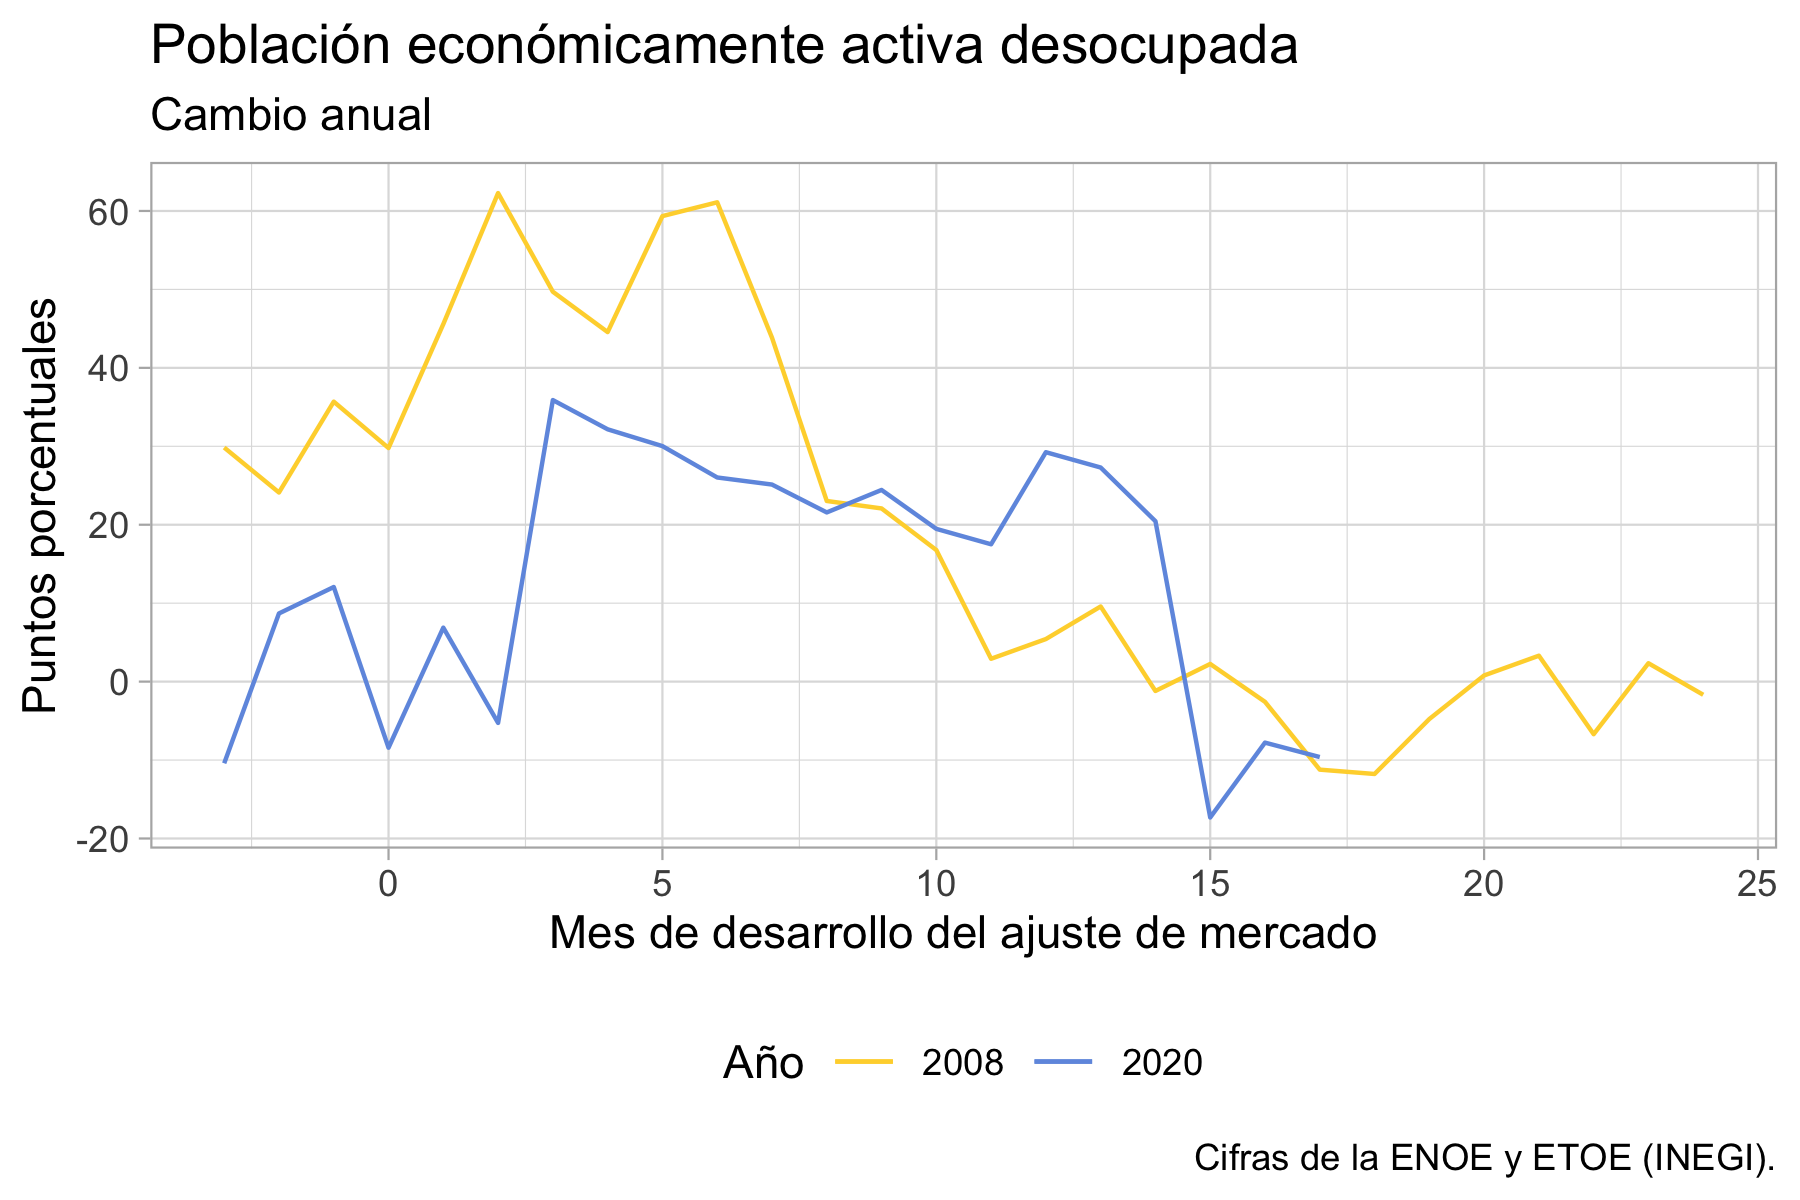 Población económicamente activa desocupada
Cambio anual
Puntos porcentuales
60
40
20
0
-20
0 5 10 15 20 25
Mes de desarrollo del ajuste de mercado
Año 2008 2020
Cifras de la ENOE y ETOE (INEGI).